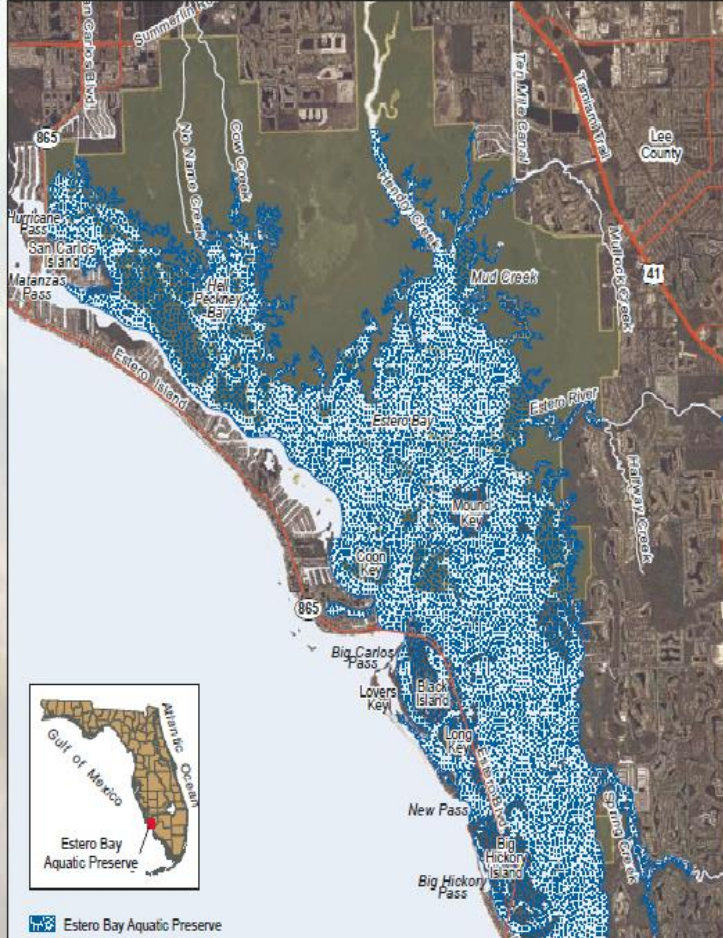 Summerlin R
n Carlos Blvd.
865
No Name Creek
Cow Creek
Hendry Creek
Ten Mile Canal
Tamiami Trail
Lee
County
Hurricane
Pass
San Carlos
Island
Matanzas
Pass
Hell
Peckney
Bay
Mud Creek
Mullock Creek
41
Estero Island
Estero Bay
Estero River
Halfway Creek
Mound
Key
Coon
Key
865
Big Carlos
Pass
Lovers
Key
Black
Island
Long
Key
Estero Blvd
New Pass
Big
Hickory
Island
Big Hickory
Pass
Spring Creek
Atlantic Ocean
Gulf of Mexico
Estero Bay
Aquatic Preserve
Estero Bay Aquatic Preserve